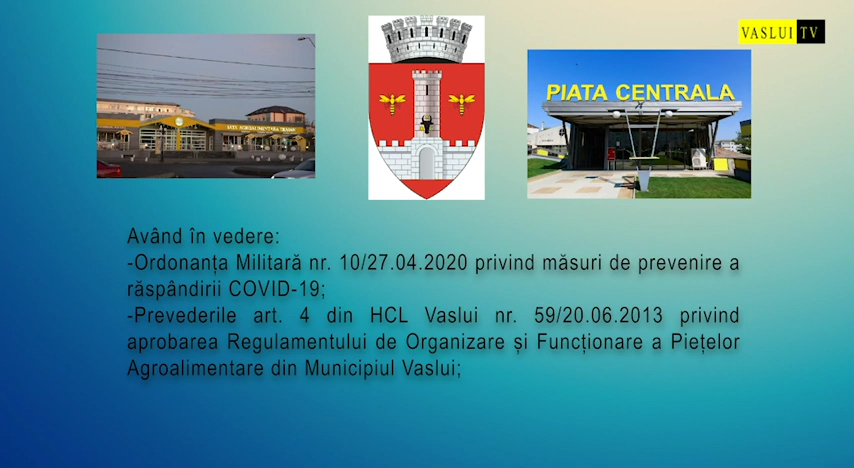 VASLUI TV
PIATA CENTRALA
Având în vedere:
-Ordonanța Militară nr. 10/27.04.2020 privind măsuri de prevenire a
răspândirii COVID-19;
-Prevederile art. 4 din HCL Vaslui nr. 59/20.06.2013 privind
aprobarea Regulamentului de Organizare și Funcționare a Piețelor
Agroalimentare din Municipiul Vaslui;